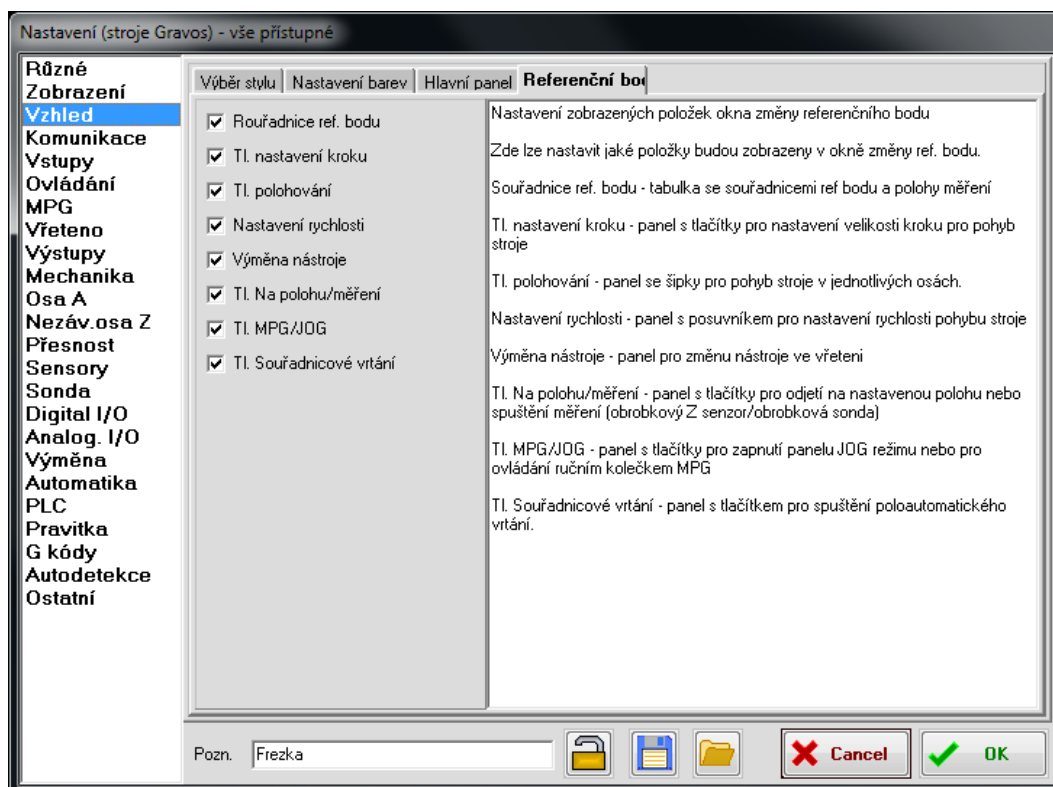 Nastavení (stroje Gravos) - vše přístupné
Různé
Zobrazení
Vzhled
Komunikace
Vstupy
Ovládání
MPG
Vřeteno
Výstupy
Mechanika
Osa A
Nezáv.osa Z
Přesnost
Sensory
Sonda
Digital I/O
Analog. I/O
Výměna
Automatika
PLC
Pravitka
G kódy
Autodetekce
Ostatní
Výběr stylu
Nastavení barev
Hlavní panel
Referenční bod
Rouřadnice ref. bodu
Tl. nastavení kroku
Tl. polohování
Nastavení rychlosti
Výměna nástroje
Tl. Na polohu/měření
Tl. MPG/JOG
Tl. Souřadnicové vrtání
Nastavení zobrazených položek okna změny referenčního bodu
Zde lze nastavit jaké položky budou zobrazeny v okně změny ref. bodu.
Souřadnice ref. bodu - tabulka se souřadnicemi ref bodu a polohy měření
Tl. nastavení kroku - panel s tlačítky pro nastavení velikosti kroku pro pohyb
stroje
Tl. polohování - panel se šipky pro pohyb stroje v jednotlivých osách.
Nastavení rychlosti - panel s posuvníkem pro nastavení rychlosti pohybu stroje
Výměna nástroje - panel pro změnu nástroje ve vřeteni
Tl. Na polohu/měření - panel s tlačítky pro odjetí na nastavenou polohu nebo
spuštění měření (obrobkový Z senzor/obrobková sonda)
Tl. MPG/JOG - panel s tlačítky pro zapnutí panelu JOG režimu nebo pro
ovládání ručním kolečkem MPG
Tl. Souřadnicové vrtání - panel s tlačítkem pro spuštění poloautomatického
vrtání.
Pozn.
Frezka
Cancel
OK